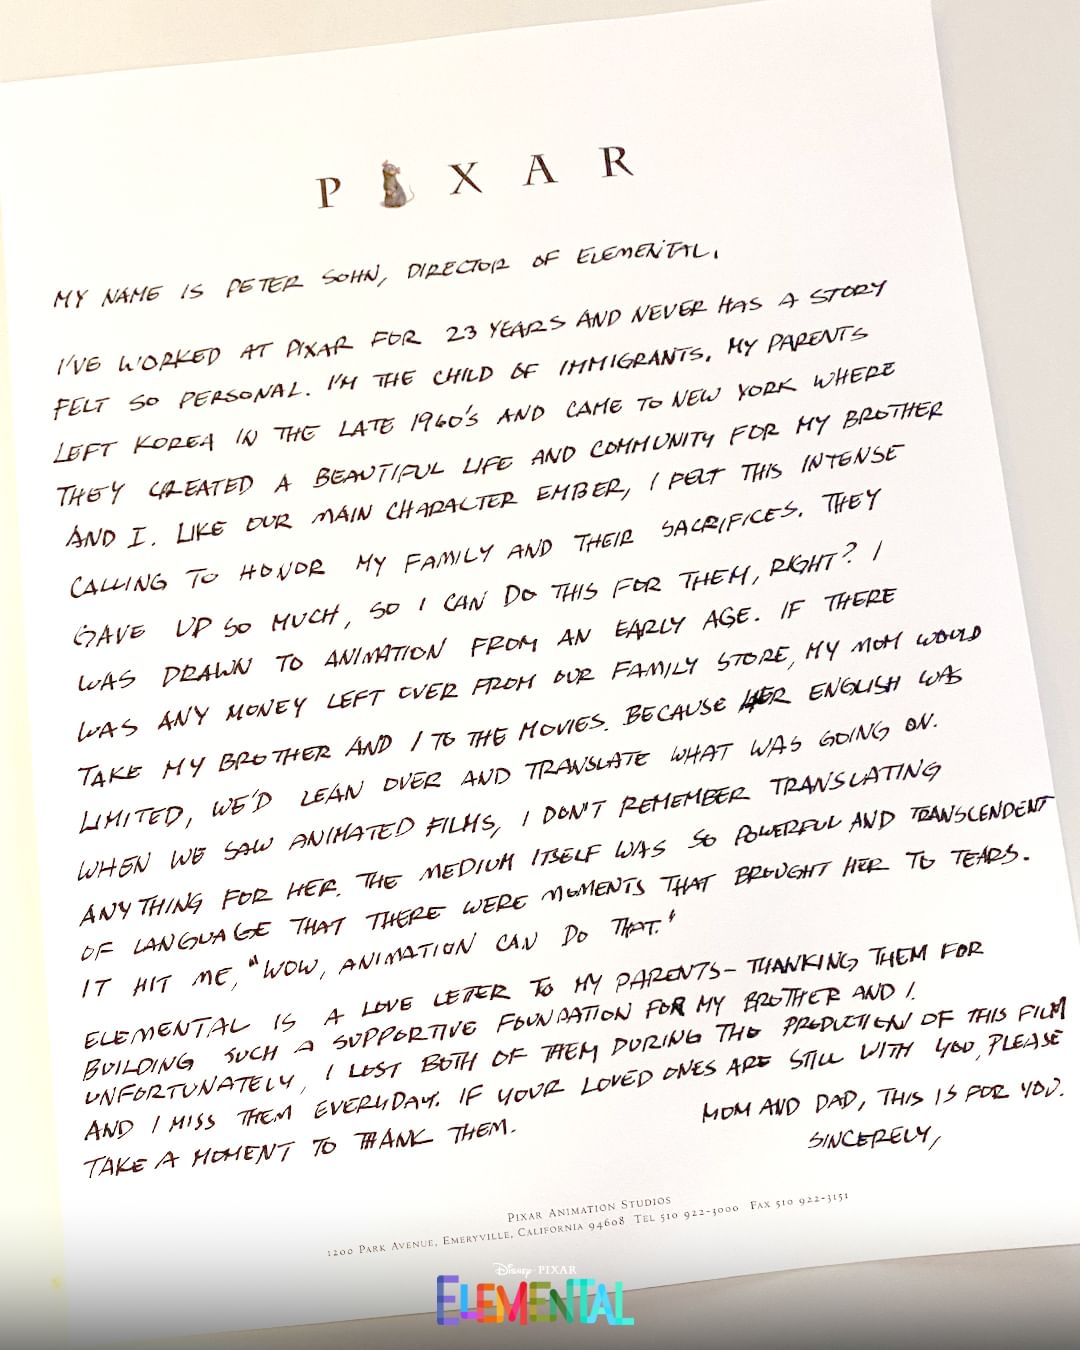 P I X A R
MY NAME IS PETER SOHN, DIRECTOR OF ELEMENTAL.
I'VE WORKED AT PIXAR FOR 23 YEARS AND NEVER HAS A STORY
FELT SO PERSONAL. I'M THE CHILD OF IMMIGRANTS. MY PARENTS
LEFT KOREA IN THE LATE 1960'S AND CAME TO NEW YORK WHERE
THEY CREATED A BEAUTIFUL LIFE AND COMMUNITY FOR MY BROTHER
AND I. LIKE OUR MAIN CHARACTER EMBER, I FELT THIS INTENSE
CALLING TO HONOR MY FAMILY AND THEIR SACRIFICES. THEY
GAVE UP SO MUCH, SO I CAN DO THIS FOR THEM, RIGHT? I
WAS DRAWN TO ANIMATION FROM AN EARLY AGE. IF THERE
WAS ANY MONEY LEFT OVER FROM OUR FAMILY STORE, MY MOM WOULD
TAKE MY BROTHER AND I TO THE MOVIES. BECAUSE HER ENGLISH WAS
LIMITED, WE'D LEAN OVER AND TRANSLATE WHAT WAS GOING ON.
WHEN WE SAW ANIMATED FILMS, I DON'T REMEMBER TRANSLATING
ANYTHING FOR HER. THE MEDIUM ITSELF WAS SO POWERFUL AND TRANSCENDENT
OF LANGUAGE THAT THERE WERE MOMENTS THAT BROUGHT HER TO TEARS.
IT HIT ME, "WOW, ANIMATION CAN DO THAT."
ELEMENTAL IS A LOVE LETTER TO MY PARENTS - THANKING THEM FOR
BUILDING SUCH A SUPPORTIVE FOUNDATION FOR MY BROTHER AND I.
UNFORTUNATELY, I LOST BOTH OF THEM DURING THE PRODUCTION OF THIS FILM
AND I MISS THEM EVERYDAY. IF YOUR LOVED ONES ARE STILL WITH YOU, PLEASE
TAKE A MOMENT TO THANK THEM.
MOM AND DAD, THIS IS FOR YOU.
SINCERELY,
PIXAR ANIMATION STUDIOS
1200 PARK AVENUE, EMERYVILLE, CALIFORNIA 94608 TEL 510 922-3000 FAX 510 922-3151
Disney PIXAR
ELEMENTAL